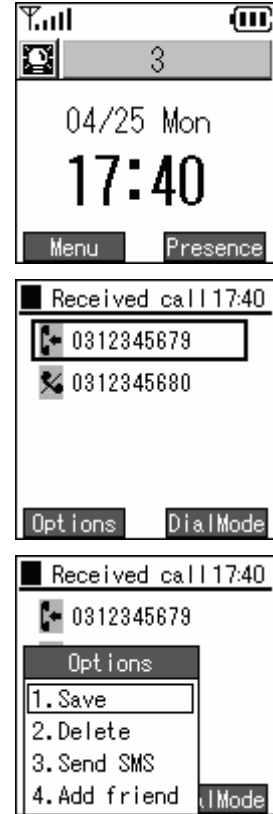 3
04/25 Mon
17:40
Menu Presence
Received call 17:40
0312345679
0312345680
Options DialMode
Received call 17:40
0312345679
Options
1.Save
2.Delete
3.Send SMS
4.Add friend lMode